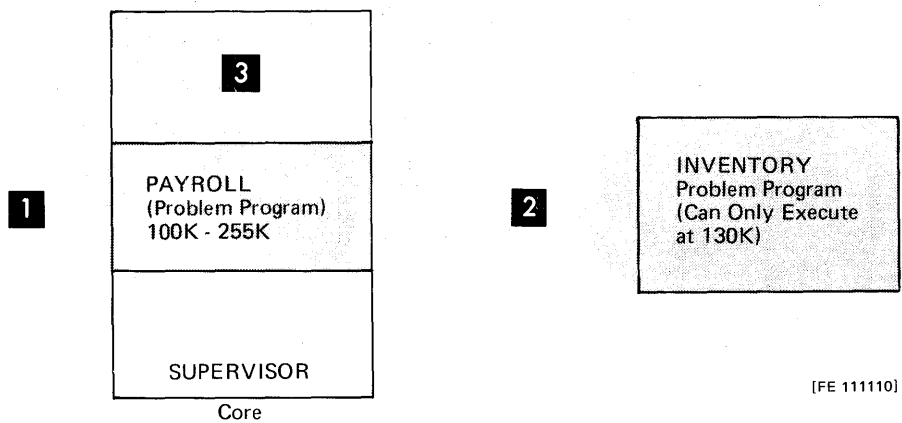 3
PAYROLL
(Problem Program)
100K - 255K
1
2
INVENTORY
Problem Program
(Can Only Execute
at 130K)
SUPERVISOR
Core
[FE 111110]